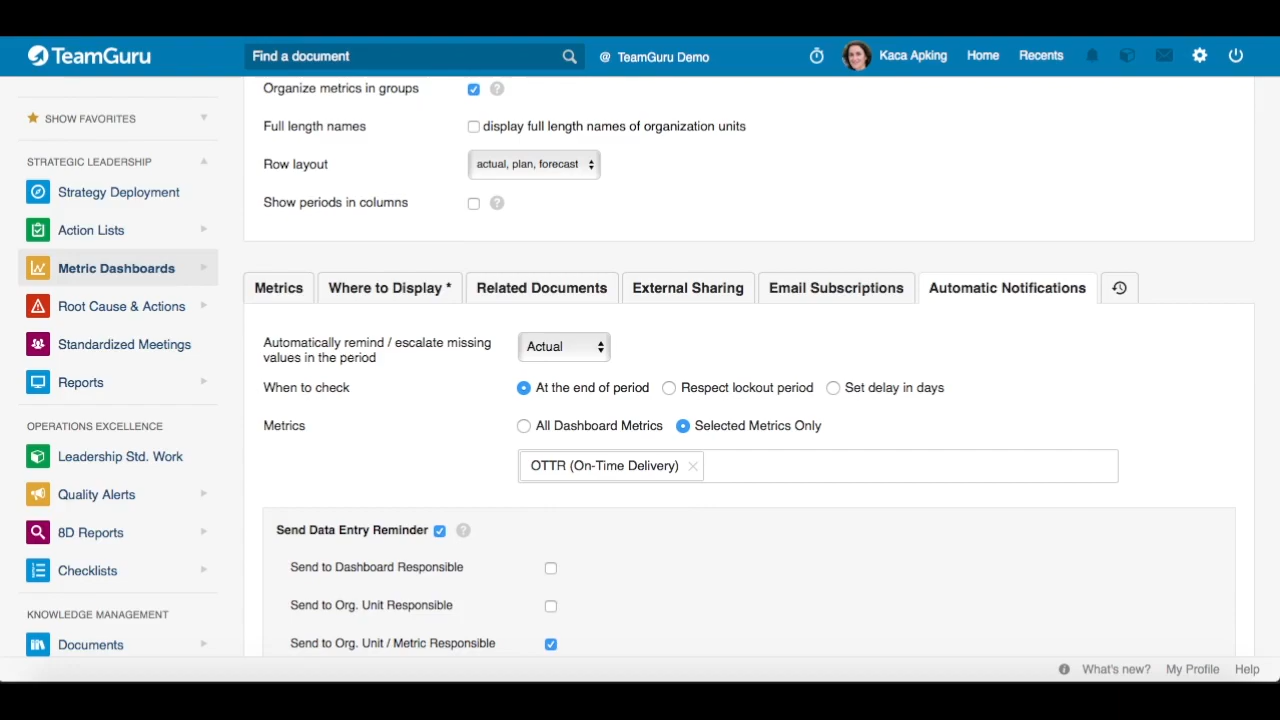 TeamGuru
Find a document
@ TeamGuru Demo
Kaca Apking
Home
Recents
SHOW FAVORITES
STRATEGIC LEADERSHIP
Strategy Deployment
Action Lists
Metric Dashboards
Root Cause & Actions
Standardized Meetings
Reports
OPERATIONS EXCELLENCE
Leadership Std. Work
Quality Alerts
8D Reports
Checklists
KNOWLEDGE MANAGEMENT
Documents
Organize metrics in groups ?
Full length names display full length names of organization units
Row layout actual, plan, forecast
Show periods in columns ?
Metrics
Where to Display *
Related Documents
External Sharing
Email Subscriptions
Automatic Notifications
Automatically remind / escalate missing
values in the period
Actual
When to check At the end of period Respect lockout period Set delay in days
Metrics All Dashboard Metrics Selected Metrics Only
OTTR (On-Time Delivery)
Send Data Entry Reminder ?
Send to Dashboard Responsible
Send to Org. Unit Responsible
Send to Org. Unit / Metric Responsible
What's new? My Profile Help